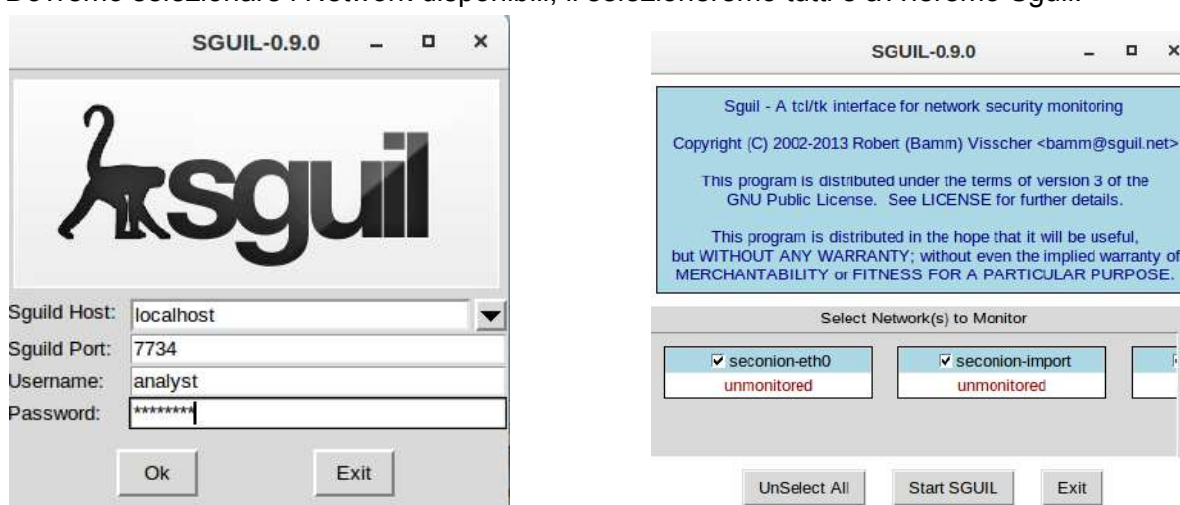 SGUIL-0.9.0
sguil
Sguild Host: localhost
Sguild Port: 7734
Username: analyst
Password: ********
Ok Exit
SGUIL-0.9.0
Sguil - A tcl/tk interface for network security monitoring
Copyright (C) 2002-2013 Robert (Bamm) Visscher <bamm@sguil.net>
This program is distributed under the terms of version 3 of the
GNU Public License. See LICENSE for further details.
This program is distributed in the hope that it will be useful,
but WITHOUT ANY WARRANTY; without even the implied warranty of
MERCHANTABILITY or FITNESS FOR A PARTICULAR PURPOSE.
Select Network(s) to Monitor
seconion-eth0 seconion-import
unmonitored unmonitored
UnSelect All Start SGUIL Exit